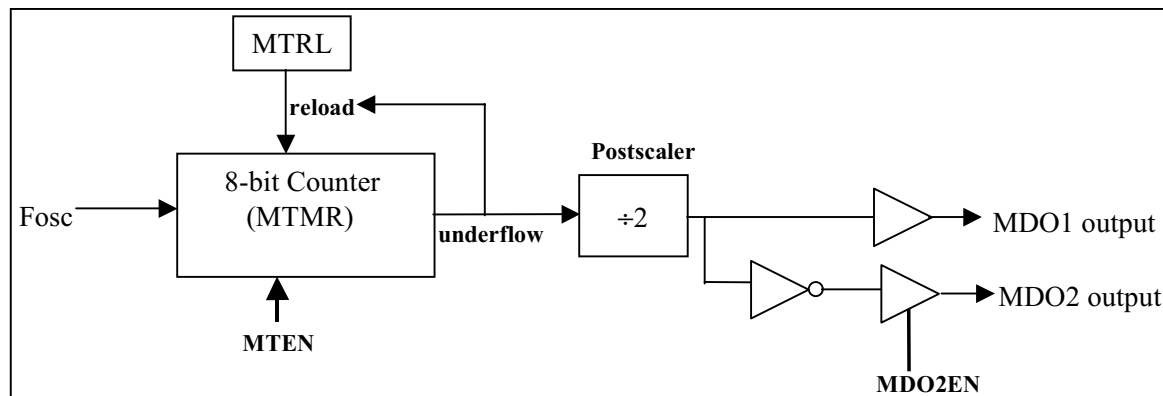 MTRL
reload
Postscaler
8-bit Counter
(MTMR)
Fosc
underflow
÷2
MDO1 output
MDO2 output
MTEN
MDO2EN